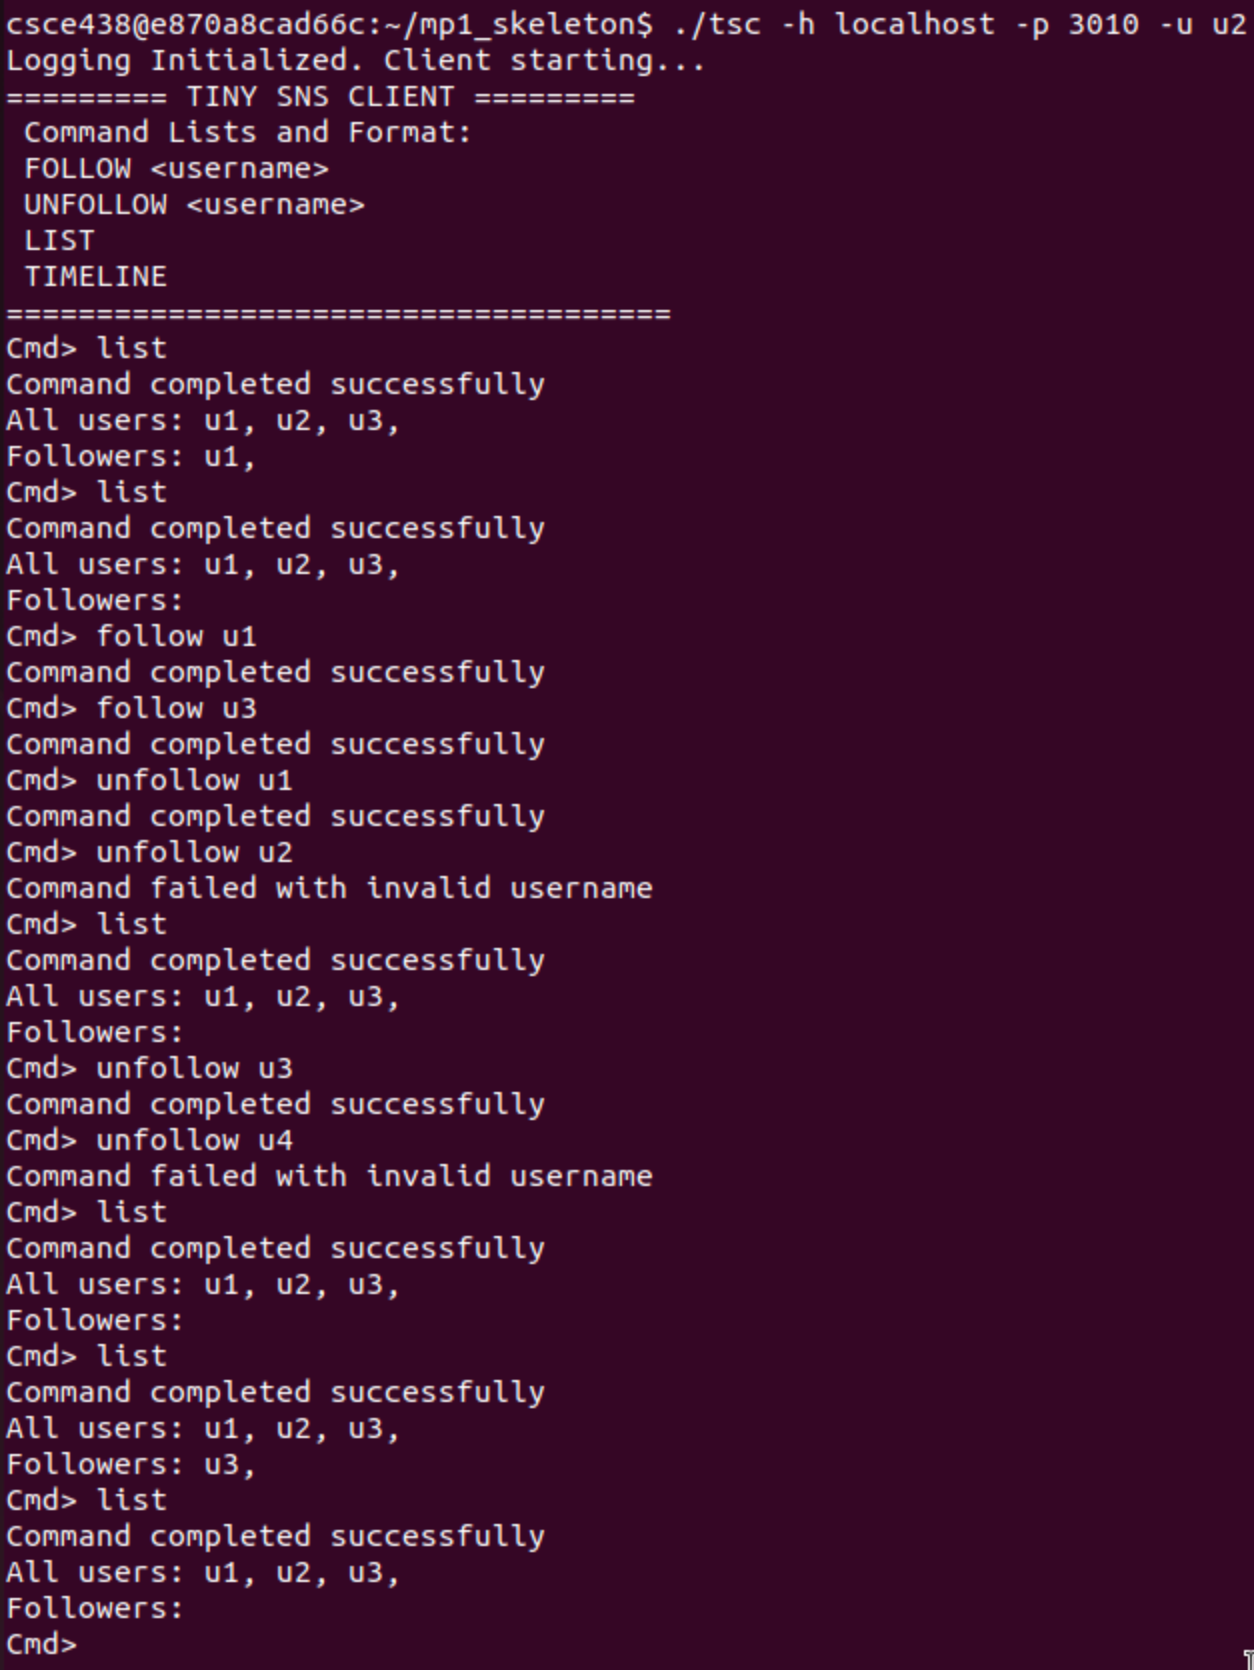 csce438@e870a8cad66c:~/mp1_skeleton$ ./tsc -h localhost -p 3010 -u u2
Logging Initialized. Client starting...
========= TINY SNS CLIENT =========
 Command Lists and Format:
 FOLLOW <username>
 UNFOLLOW <username>
 LIST
 TIMELINE
=====================================
Cmd> list
Command completed successfully
All users: u1, u2, u3,
Followers: u1,
Cmd> list
Command completed successfully
All users: u1, u2, u3,
Followers:
Cmd> follow u1
Command completed successfully
Cmd> follow u3
Command completed successfully
Cmd> unfollow u1
Command completed successfully
Cmd> unfollow u2
Command failed with invalid username
Cmd> list
Command completed successfully
All users: u1, u2, u3,
Followers:
Cmd> unfollow u3
Command completed successfully
Cmd> unfollow u4
Command failed with invalid username
Cmd> list
Command completed successfully
All users: u1, u2, u3,
Followers:
Cmd> list
Command completed successfully
All users: u1, u2, u3,
Followers: u3,
Cmd> list
Command completed successfully
All users: u1, u2, u3,
Followers:
Cmd>